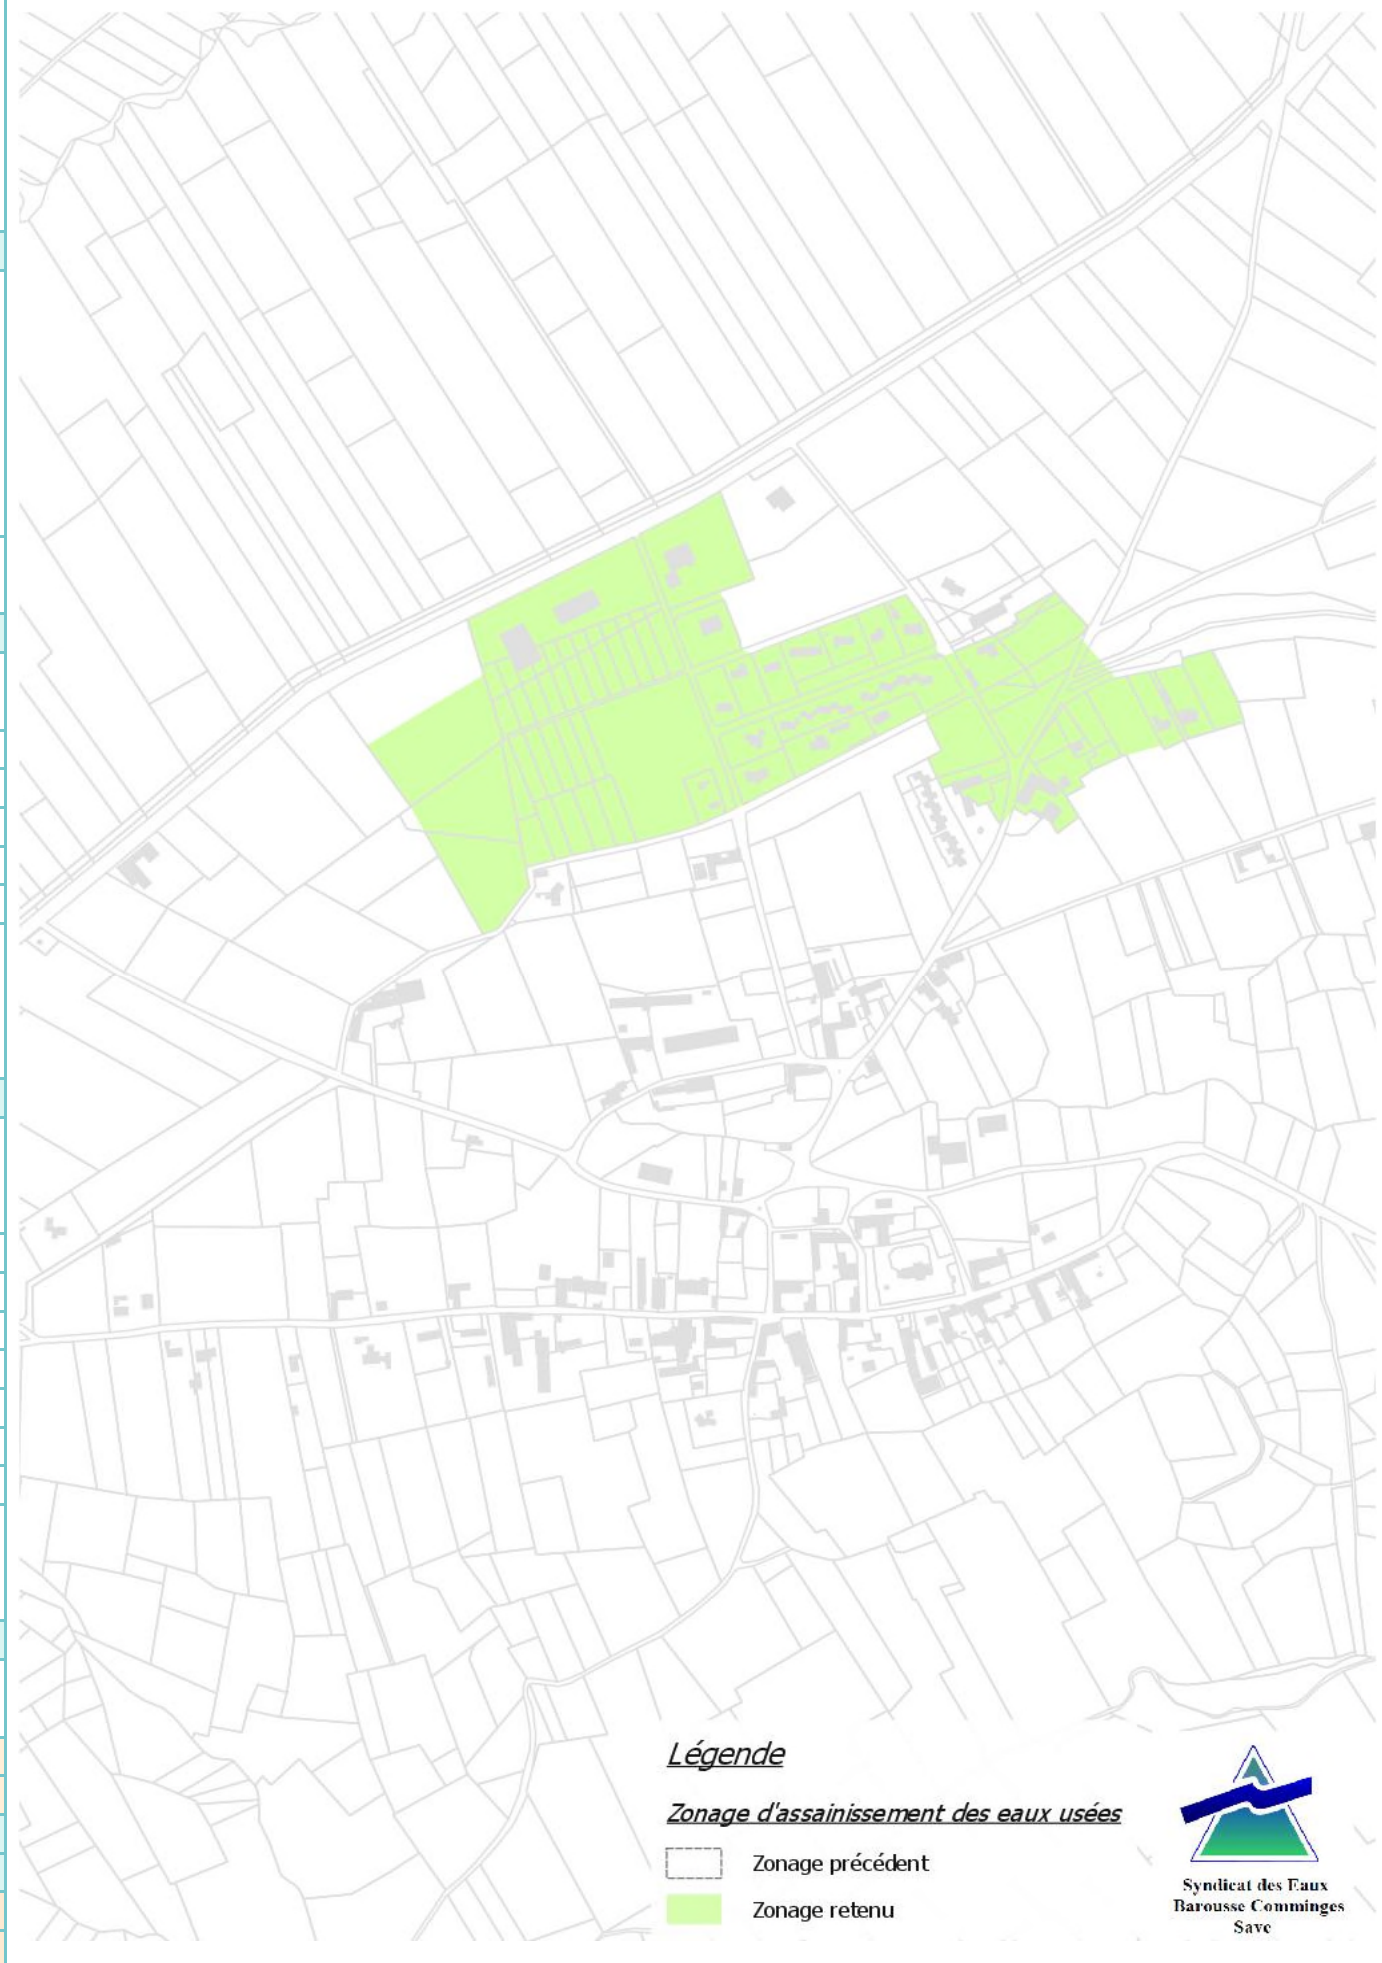 Légende
Zonage d'assainissement des eaux usées
Zonage précédent
Zonage retenu
Syndicat des Eaux
Barousse Comminges
Save